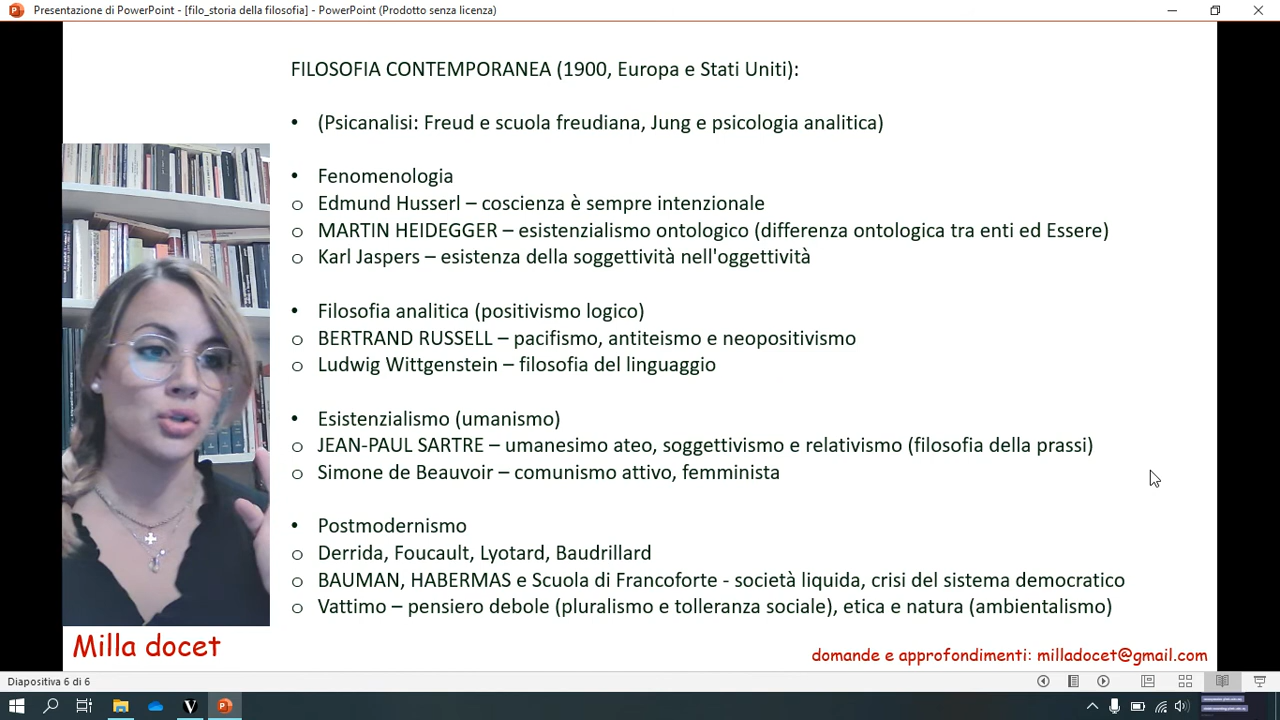 Presentazione di PowerPoint - [filo_storia della filosofia] - PowerPoint (Prodotto senza licenza)
FILOSOFIA CONTEMPORANEA (1900, Europa e Stati Uniti):
• (Psicanalisi: Freud e scuola freudiana, Jung e psicologia analitica)
• Fenomenologia
o Edmund Husserl – coscienza è sempre intenzionale
o MARTIN HEIDEGGER – esistenzialismo ontologico (differenza ontologica tra enti ed Essere)
o Karl Jaspers – esistenza della soggettività nell'oggettività
• Filosofia analitica (positivismo logico)
o BERTRAND RUSSELL – pacifismo, antiteismo e neopositivismo
o Ludwig Wittgenstein – filosofia del linguaggio
• Esistenzialismo (umanismo)
o JEAN-PAUL SARTRE – umanesimo ateo, soggettivismo e relativismo (filosofia della prassi)
o Simone de Beauvoir – comunismo attivo, femminista
• Postmodernismo
o Derrida, Foucault, Lyotard, Baudrillard
o BAUMAN, HABERMAS e Scuola di Francoforte - società liquida, crisi del sistema democratico
o Vattimo – pensiero debole (pluralismo e tolleranza sociale), etica e natura (ambientalismo)
Milla docet
domande e approfondimenti: milladocet@gmail.com
Diapositiva 6 di 6